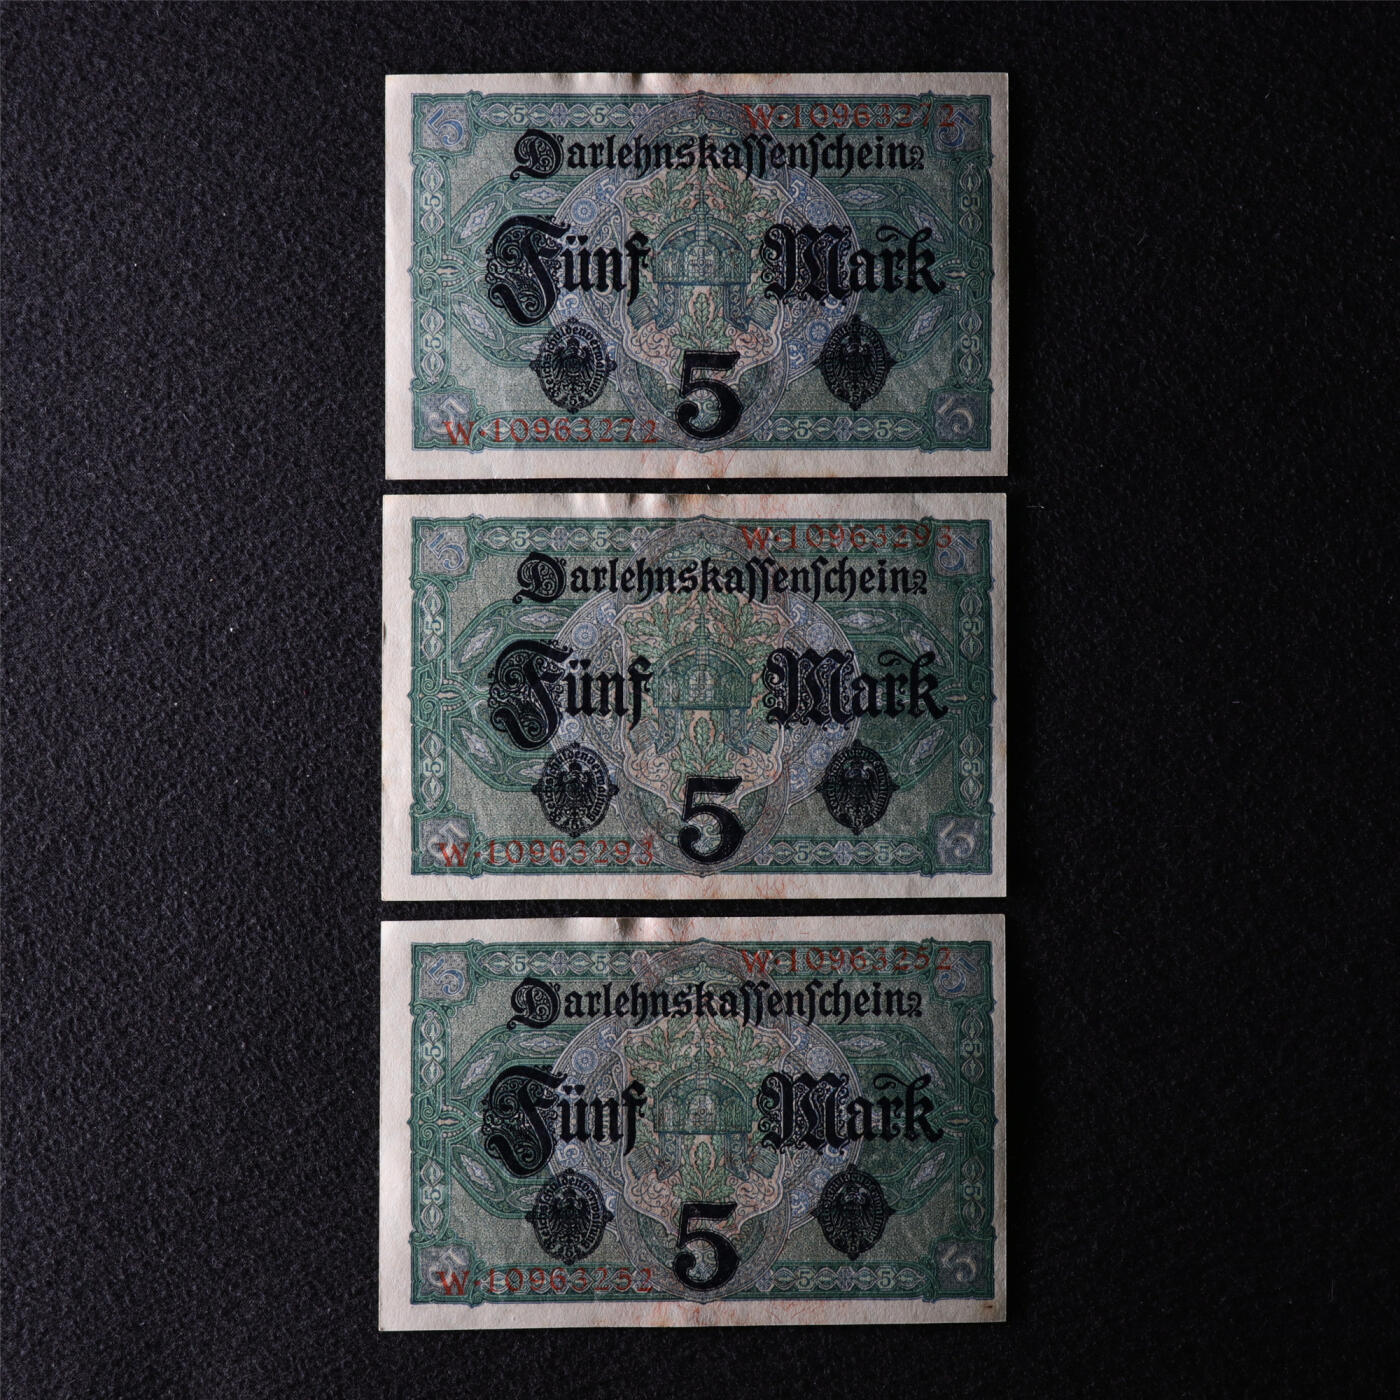 W·10963272
Darlehnskassenschein
Fünf Mark
5
W·10963272
W·10963293
Darlehnskassenschein
Fünf Mark
5
W·10963293
W·10963252
Darlehnskassenschein
Fünf Mark
5
W·10963252